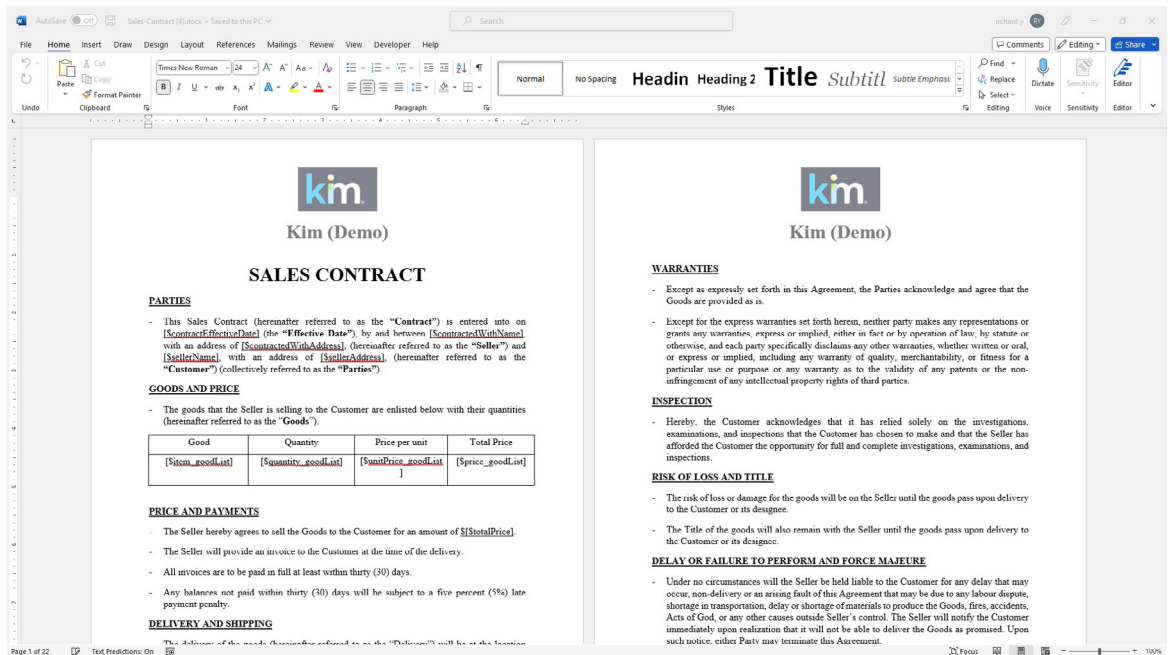 AutoSave Off Sales-Contract (4).docx • Saved to this PC Search richard y RY
File Home Insert Draw Design Layout References Mailings Review View Developer Help Comments Editing Share
Paste Cut Copy Format Painter
Times New Roman 24 A A Aa A
B I U ab x₂ x² A A
Normal No Spacing Headin Heading 2 Title Subtitl Subtle Emphasi
Find Replace Select Dictate Sensitivity Editor
Undo Clipboard Font Paragraph Styles Editing Voice Sensitivity Editor
kim.
Kim (Demo)
SALES CONTRACT
PARTIES
- This Sales Contract (hereinafter referred to as the “Contract”) is entered into on
[$contractEffectiveDate] (the “Effective Date”), by and between [$contractedWithName],
with an address of [$contractedWithAddress], (hereinafter referred to as the “Seller”) and
[$sellerName], with an address of [$sellerAddress], (hereinafter referred to as the
“Customer”) (collectively referred to as the “Parties”)
GOODS AND PRICE
- The goods that the Seller is selling to the Customer are enlisted below with their quantities
(hereinafter referred to as the “Goods”).
Good Quantity Price per unit Total Price
[$item_goodList] [$quantity_goodList] [$unitPrice_goodList
] [$price_goodList]
PRICE AND PAYMENTS
- The Seller hereby agrees to sell the Goods to the Customer for an amount of $[$totalPrice].
- The Seller will provide an invoice to the Customer at the time of the delivery.
- All invoices are to be paid in full at least within thirty (30) days.
- Any balances not paid within thirty (30) days will be subject to a five percent (5%) late
payment penalty.
DELIVERY AND SHIPPING
- The delivery of the goods (hereinafter referred to as the “Delivery”) will be at the location
kim.
Kim (Demo)
WARRANTIES
- Except as expressly set forth in this Agreement, the Parties acknowledge and agree that the
Goods are provided as is.
- Except for the express warranties set forth herein, neither party makes any representations or
grants any warranties, express or implied, either in fact or by operation of law, by statute or
otherwise, and each party specifically disclaims any other warranties, whether written or oral,
or express or implied, including any warranty of quality, merchantability, or fitness for a
particular use or purpose or any warranty as to the validity of any patents or the non-
infringement of any intellectual property rights of third parties.
INSPECTION
- Hereby, the Customer acknowledges that it has relied solely on the investigations,
examinations, and inspections that the Customer has chosen to make and that the Seller has
afforded the Customer the opportunity for full and complete investigations, examinations, and
inspections.
RISK OF LOSS AND TITLE
- The risk of loss or damage for the goods will be on the Seller until the goods pass upon delivery
to the Customer or its designee.
- The Title of the goods will also remain with the Seller until the goods pass upon delivery to
the Customer or its designee.
DELAY OR FAILURE TO PERFORM AND FORCE MAJEURE
- Under no circumstances will the Seller be held liable to the Customer for any delay that may
occur, non-delivery or an arising fault of this Agreement that may be due to any labour dispute,
shortage in transportation, delay or shortage of materials to produce the Goods, fires, accidents,
Acts of God, or any other causes outside Seller’s control. The Seller will notify the Customer
immediately upon realization that it will not be able to deliver the Goods as promised. Upon
such notice, either Party may terminate this Agreement.
Page 1 of 22 Text Predictions: On Focus 100%